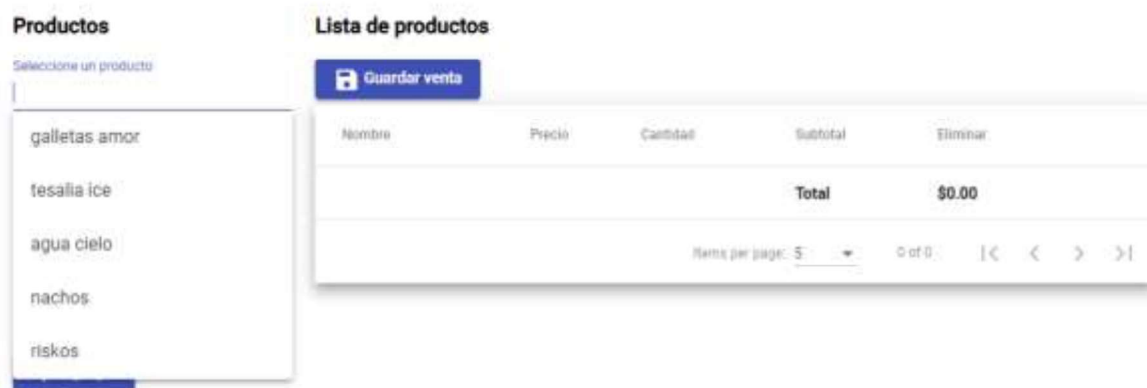 Productos
Seleccione un producto
galletas amor
tesalia ice
agua cielo
nachos
riskos
Lista de productos
Guardar venta
Nombre Precio Cantidad Subtotal Eliminar
Total $0.00
Items per page: 5 0 of 0